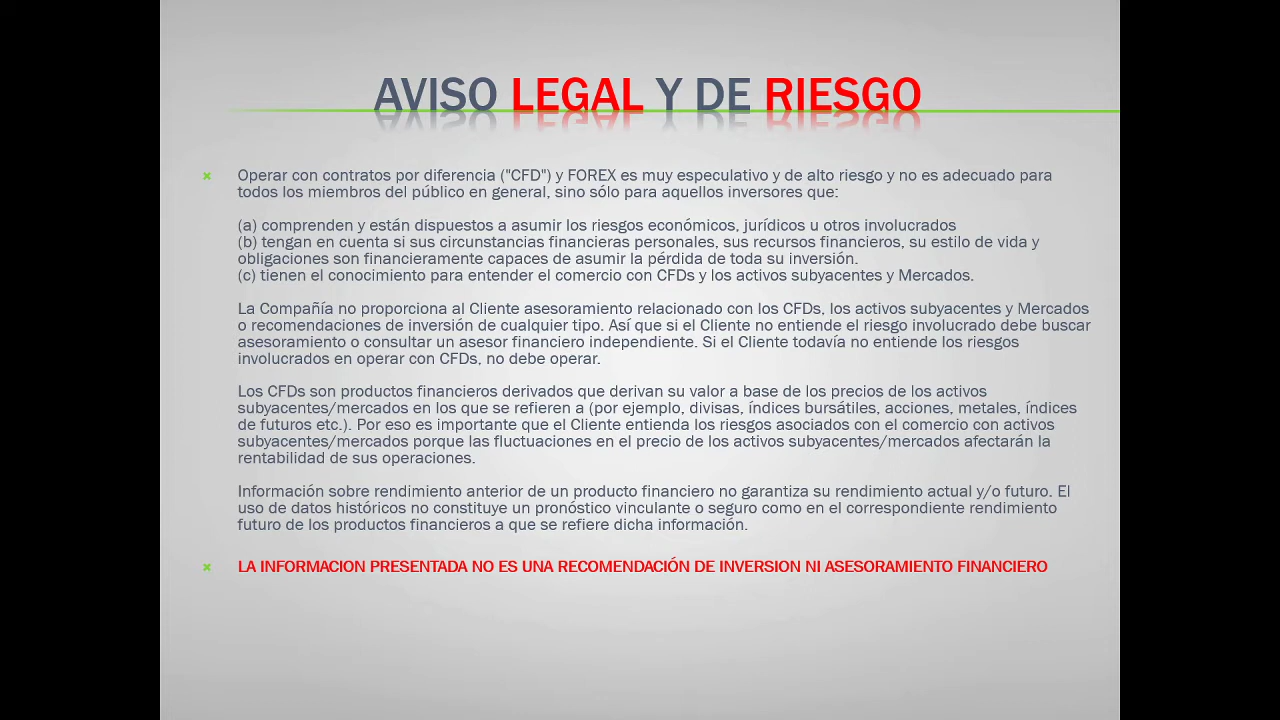 AVISO LEGAL Y DE RIESGO
Operar con contratos por diferencia ("CFD") y FOREX es muy especulativo y de alto riesgo y no es adecuado para
todos los miembros del público en general, sino sólo para aquellos inversores que:
(a) comprenden y están dispuestos a asumir los riesgos económicos, jurídicos u otros involucrados
(b) tengan en cuenta si sus circunstancias financieras personales, sus recursos financieros, su estilo de vida y
obligaciones son financieramente capaces de asumir la pérdida de toda su inversión.
(c) tienen el conocimiento para entender el comercio con CFDs y los activos subyacentes y Mercados.
La Compañía no proporciona al Cliente asesoramiento relacionado con los CFDs, los activos subyacentes y Mercados
o recomendaciones de inversión de cualquier tipo. Así que si el Cliente no entiende el riesgo involucrado debe buscar
asesoramiento o consultar un asesor financiero independiente. Si el Cliente todavía no entiende los riesgos
involucrados en operar con CFDs, no debe operar.
Los CFDs son productos financieros derivados que derivan su valor a base de los precios de los activos
subyacentes/mercados en los que se refieren a (por ejemplo, divisas, índices bursátiles, acciones, metales, índices
de futuros etc.). Por eso es importante que el Cliente entienda los riesgos asociados con el comercio con activos
subyacentes/mercados porque las fluctuaciones en el precio de los activos subyacentes/mercados afectarán la
rentabilidad de sus operaciones.
Información sobre rendimiento anterior de un producto financiero no garantiza su rendimiento actual y/o futuro. El
uso de datos históricos no constituye un pronóstico vinculante o seguro como en el correspondiente rendimiento
futuro de los productos financieros a que se refiere dicha información.
LA INFORMACION PRESENTADA NO ES UNA RECOMENDACIÓN DE INVERSION NI ASESORAMIENTO FINANCIERO